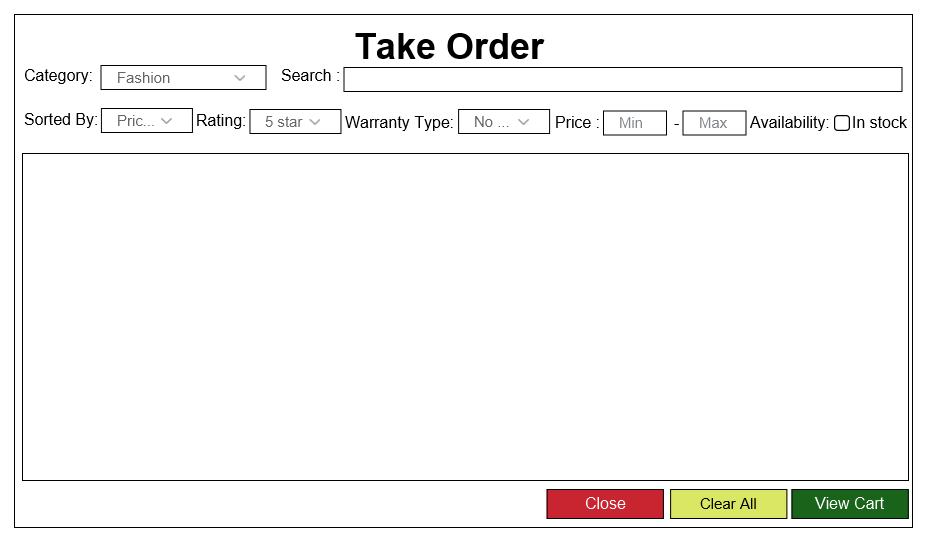 Take Order
Category: Fashion Search :
Sorted By: Pric... Rating: 5 star Warranty Type: No ... Price : Min - Max Availability: In stock
Close Clear All View Cart